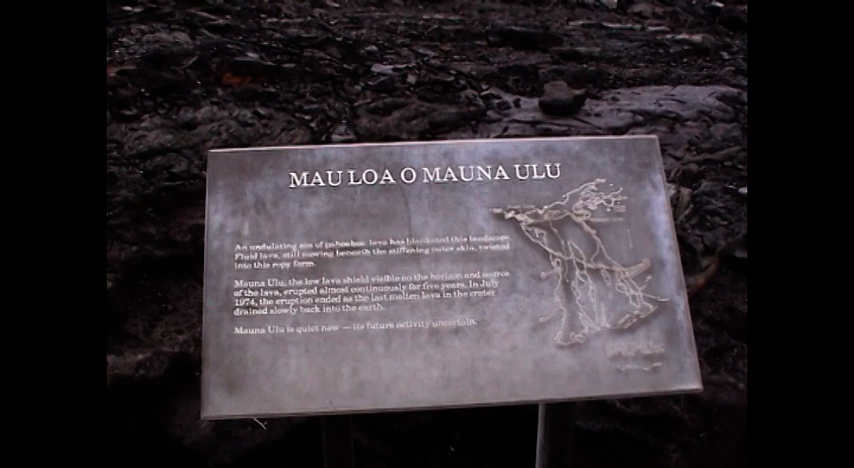 MAU LOA O MAUNA ULU
An undulating sea of pahoehoe lava has blanketed this landscape.
Fluid lava, still moving beneath the stiffening outer skin, twisted
into this ropy form.
Mauna Ulu, the low lava shield visible on the horizon and source
of the lava, erupted almost continuously for five years. In July
1974, the eruption ended as the last molten lava in the crater
drained slowly back into the earth.
Mauna Ulu is quiet now — its future activity uncertain.